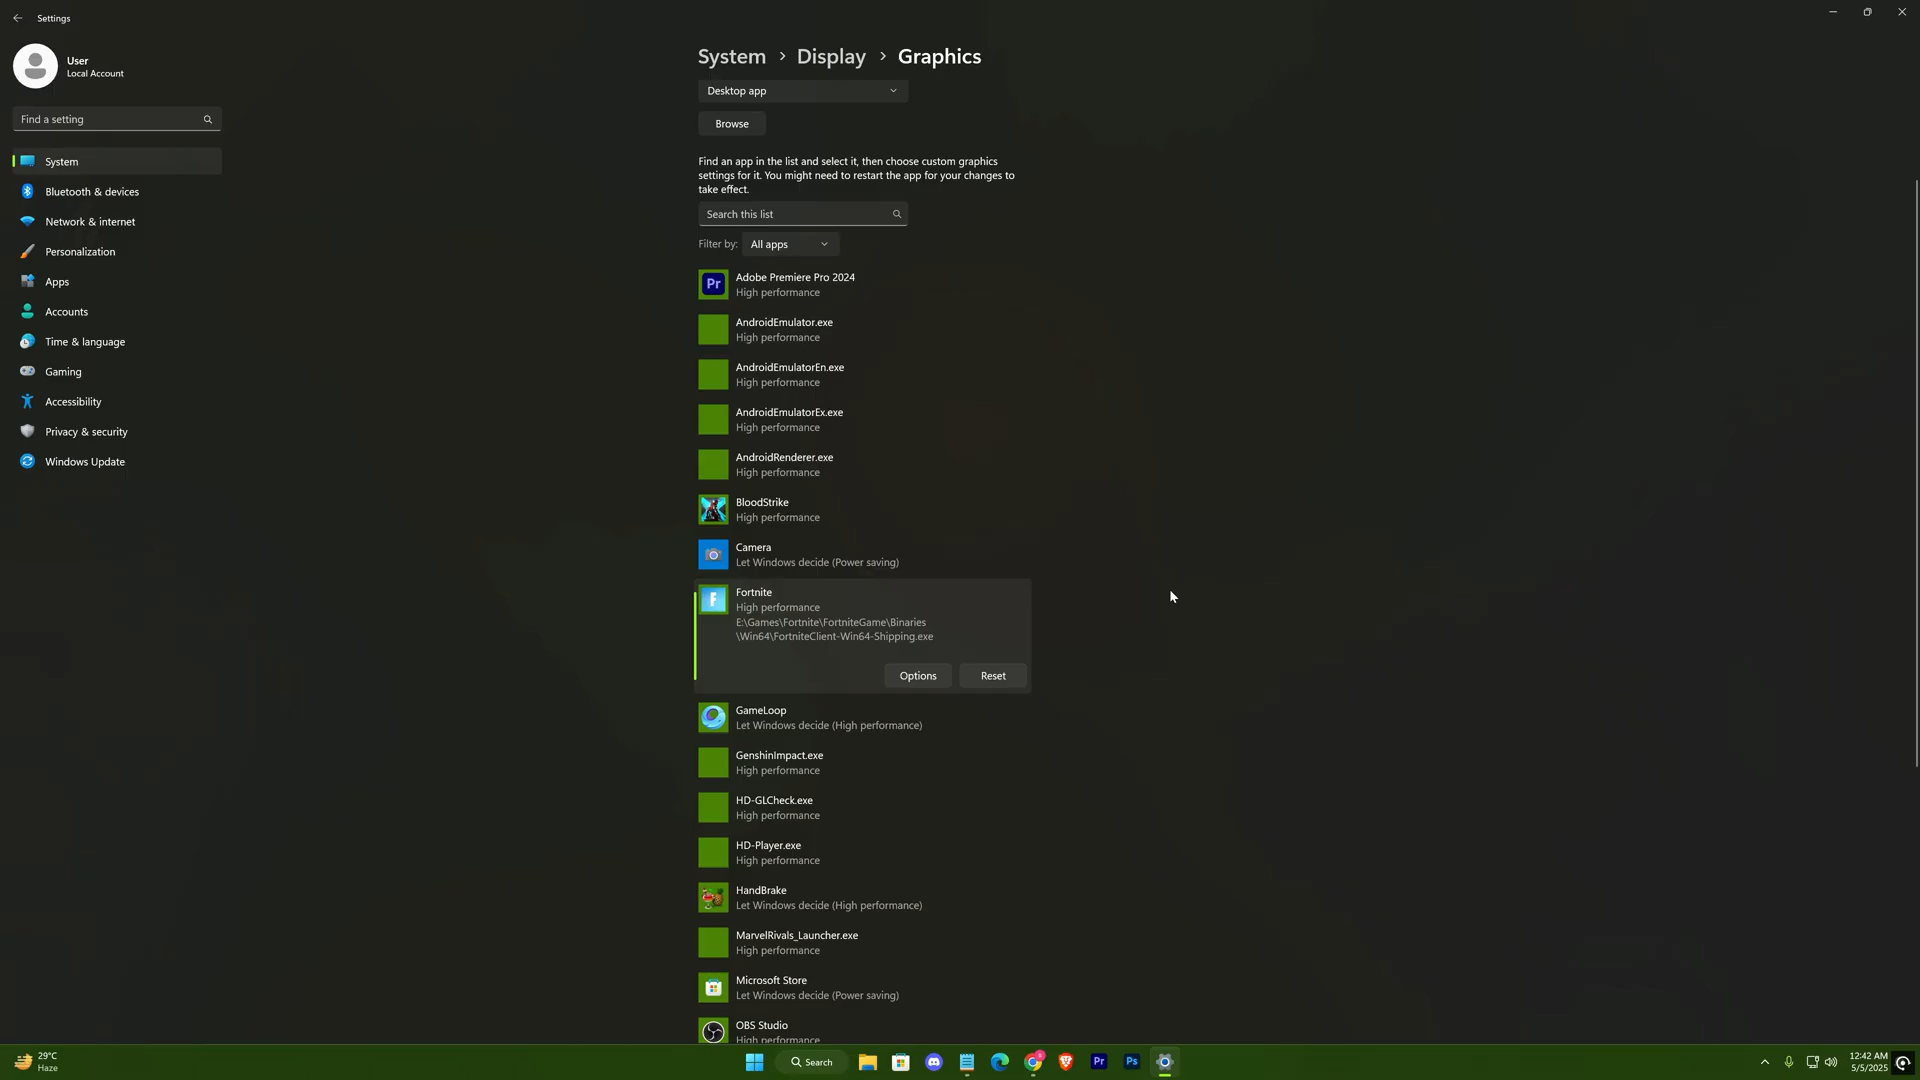 Settings
User
Local Account
Find a setting
System
Bluetooth & devices
Network & internet
Personalization
Apps
Accounts
Time & language
Gaming
Accessibility
Privacy & security
Windows Update
System > Display > Graphics
Desktop app
Browse
Find an app in the list and select it, then choose custom graphics
settings for it. You might need to restart the app for your changes to
take effect.
Search this list
Filter by: All apps
Pr
Adobe Premiere Pro 2024
High performance
AndroidEmulator.exe
High performance
AndroidEmulatorEn.exe
High performance
AndroidEmulatorEx.exe
High performance
AndroidRenderer.exe
High performance
BloodStrike
High performance
Camera
Let Windows decide (Power saving)
F
Fortnite
High performance
E:\Games\Fortnite\FortniteGame\Binaries
\Win64\FortniteClient-Win64-Shipping.exe
Options Reset
GameLoop
Let Windows decide (High performance)
GenshinImpact.exe
High performance
HD-GLCheck.exe
High performance
HD-Player.exe
High performance
HandBrake
Let Windows decide (High performance)
MarvelRivals_Launcher.exe
High performance
Microsoft Store
Let Windows decide (Power saving)
OBS Studio
High performance
29°C
Haze
Search
Pr
Ps
12:42 AM
5/5/2025